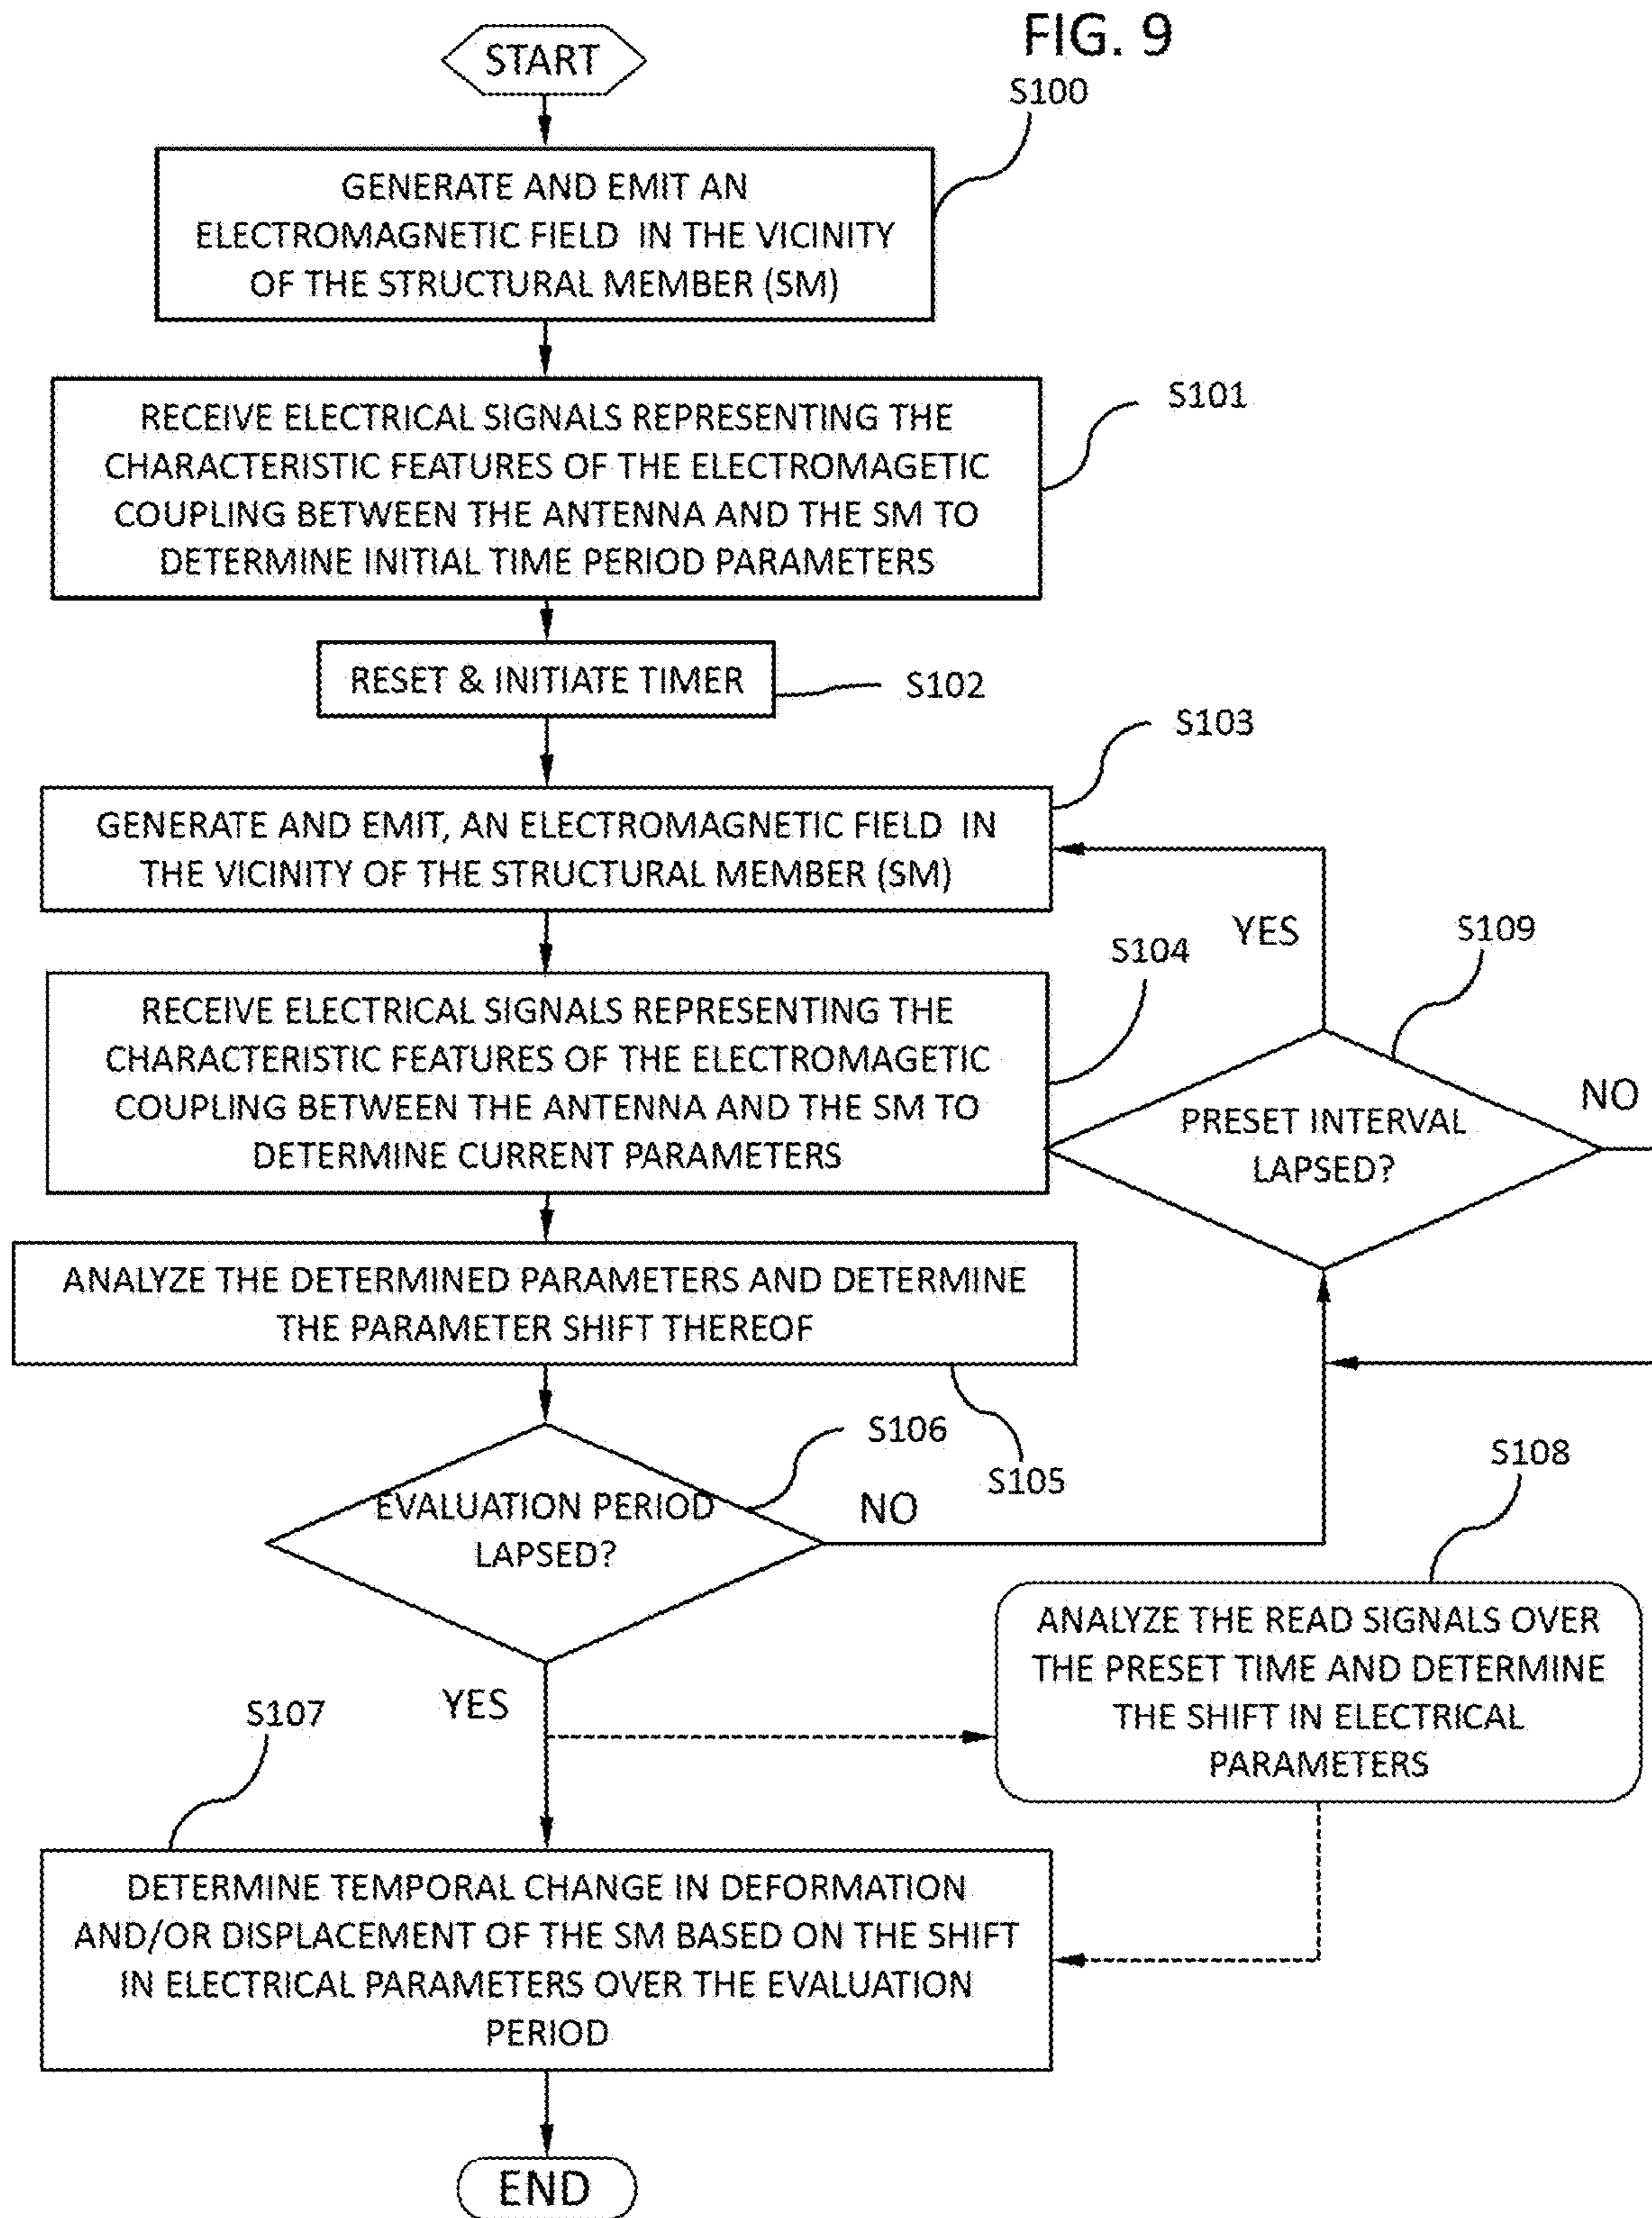 FIG. 9
START
S100
GENERATE AND EMIT AN
ELECTROMAGNETIC FIELD IN THE VICINITY
OF THE STRUCTURAL MEMBER (SM)
S101
RECEIVE ELECTRICAL SIGNALS REPRESENTING THE
CHARACTERISTIC FEATURES OF THE ELECTROMAGETIC
COUPLING BETWEEN THE ANTENNA AND THE SM TO
DETERMINE INITIAL TIME PERIOD PARAMETERS
RESET & INITIATE TIMER
S102
S103
GENERATE AND EMIT, AN ELECTROMAGNETIC FIELD IN
THE VICINITY OF THE STRUCTURAL MEMBER (SM)
YES
S109
S104
RECEIVE ELECTRICAL SIGNALS REPRESENTING THE
CHARACTERISTIC FEATURES OF THE ELECTROMAGETIC
COUPLING BETWEEN THE ANTENNA AND THE SM TO
DETERMINE CURRENT PARAMETERS
PRESET INTERVAL
LAPSED?
NO
ANALYZE THE DETERMINED PARAMETERS AND DETERMINE
THE PARAMETER SHIFT THEREOF
S106
S105
EVALUATION PERIOD
LAPSED?
NO
S108
ANALYZE THE READ SIGNALS OVER
THE PRESET TIME AND DETERMINE
THE SHIFT IN ELECTRICAL
PARAMETERS
YES
S107
DETERMINE TEMPORAL CHANGE IN DEFORMATION
AND/OR DISPLACEMENT OF THE SM BASED ON THE SHIFT
IN ELECTRICAL PARAMETERS OVER THE EVALUATION
PERIOD
END